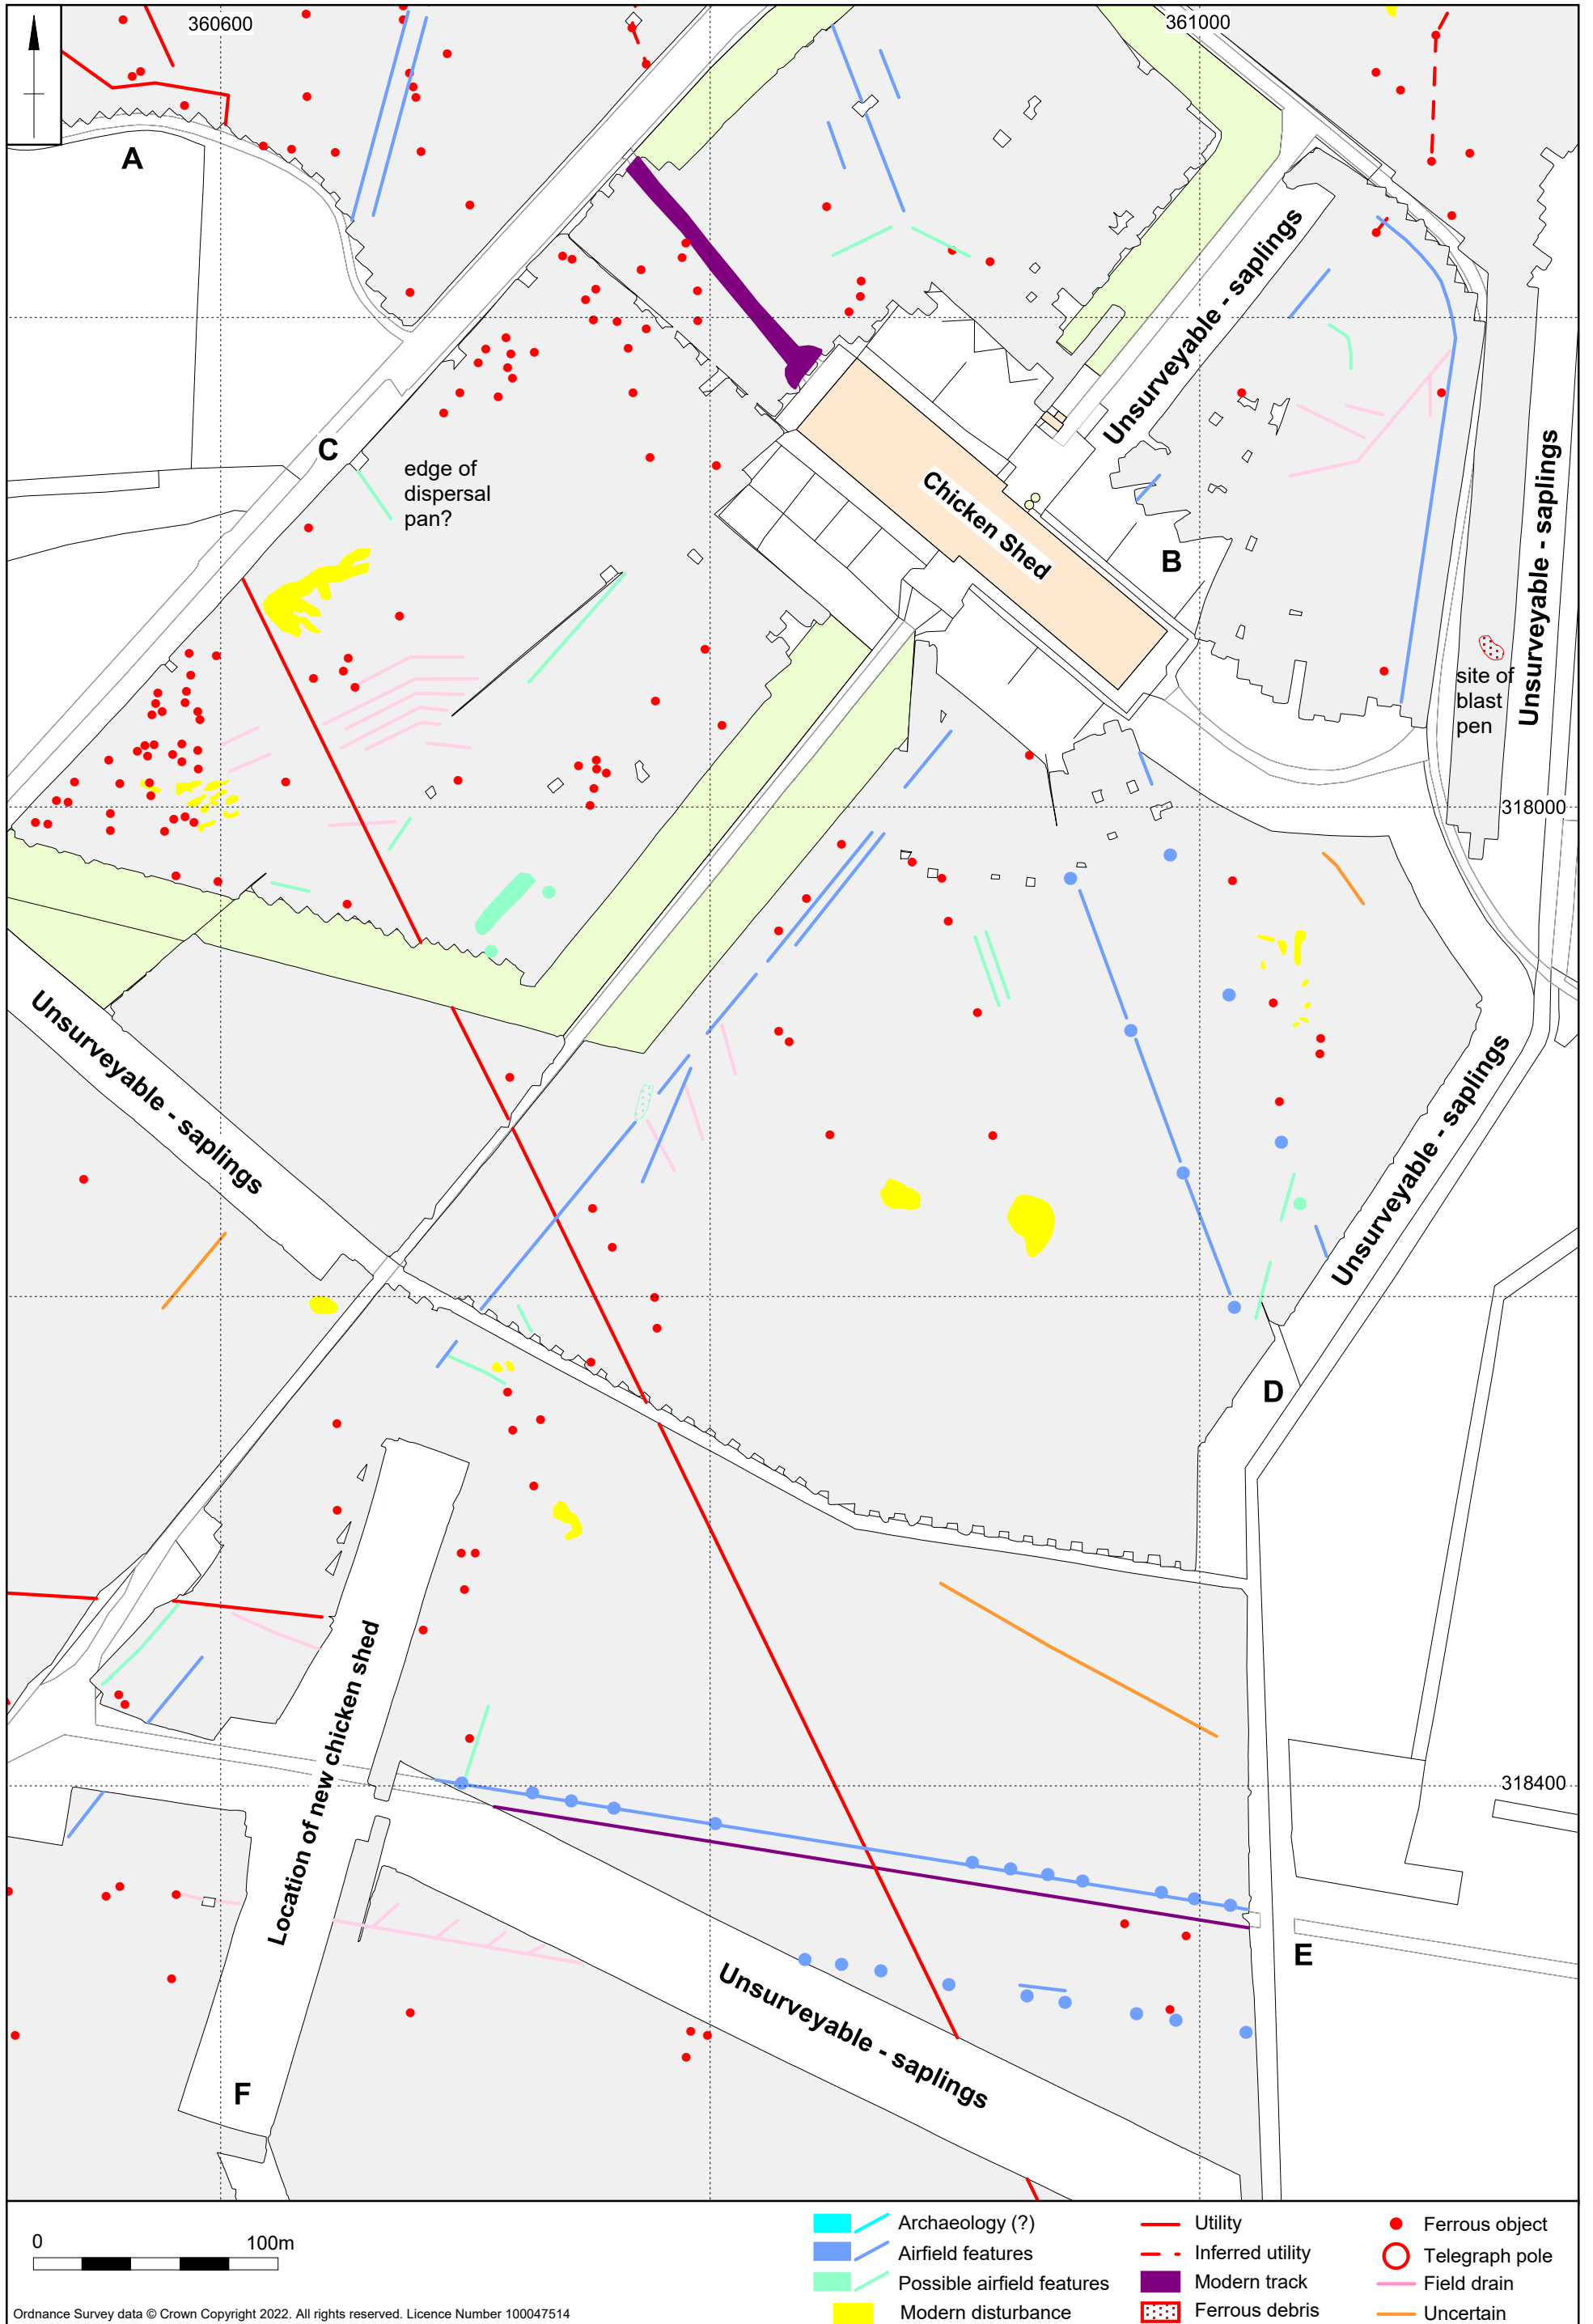 360600
361000
A
Unsurveyable - saplings
C
edge of
dispersal
pan?
Chicken Shed
B
Unsurveyable - saplings
site of
blast
pen
318000
Unsurveyable - saplings
Unsurveyable - saplings
D
Location of new chicken shed
318400
E
Unsurveyable - saplings
F
0 100m
Archaeology (?)
Airfield features
Possible airfield features
Modern disturbance
Utility
Inferred utility
Modern track
Ferrous debris
Ferrous object
Telegraph pole
Field drain
Uncertain
Ordnance Survey data © Crown Copyright 2022. All rights reserved. Licence Number 100047514